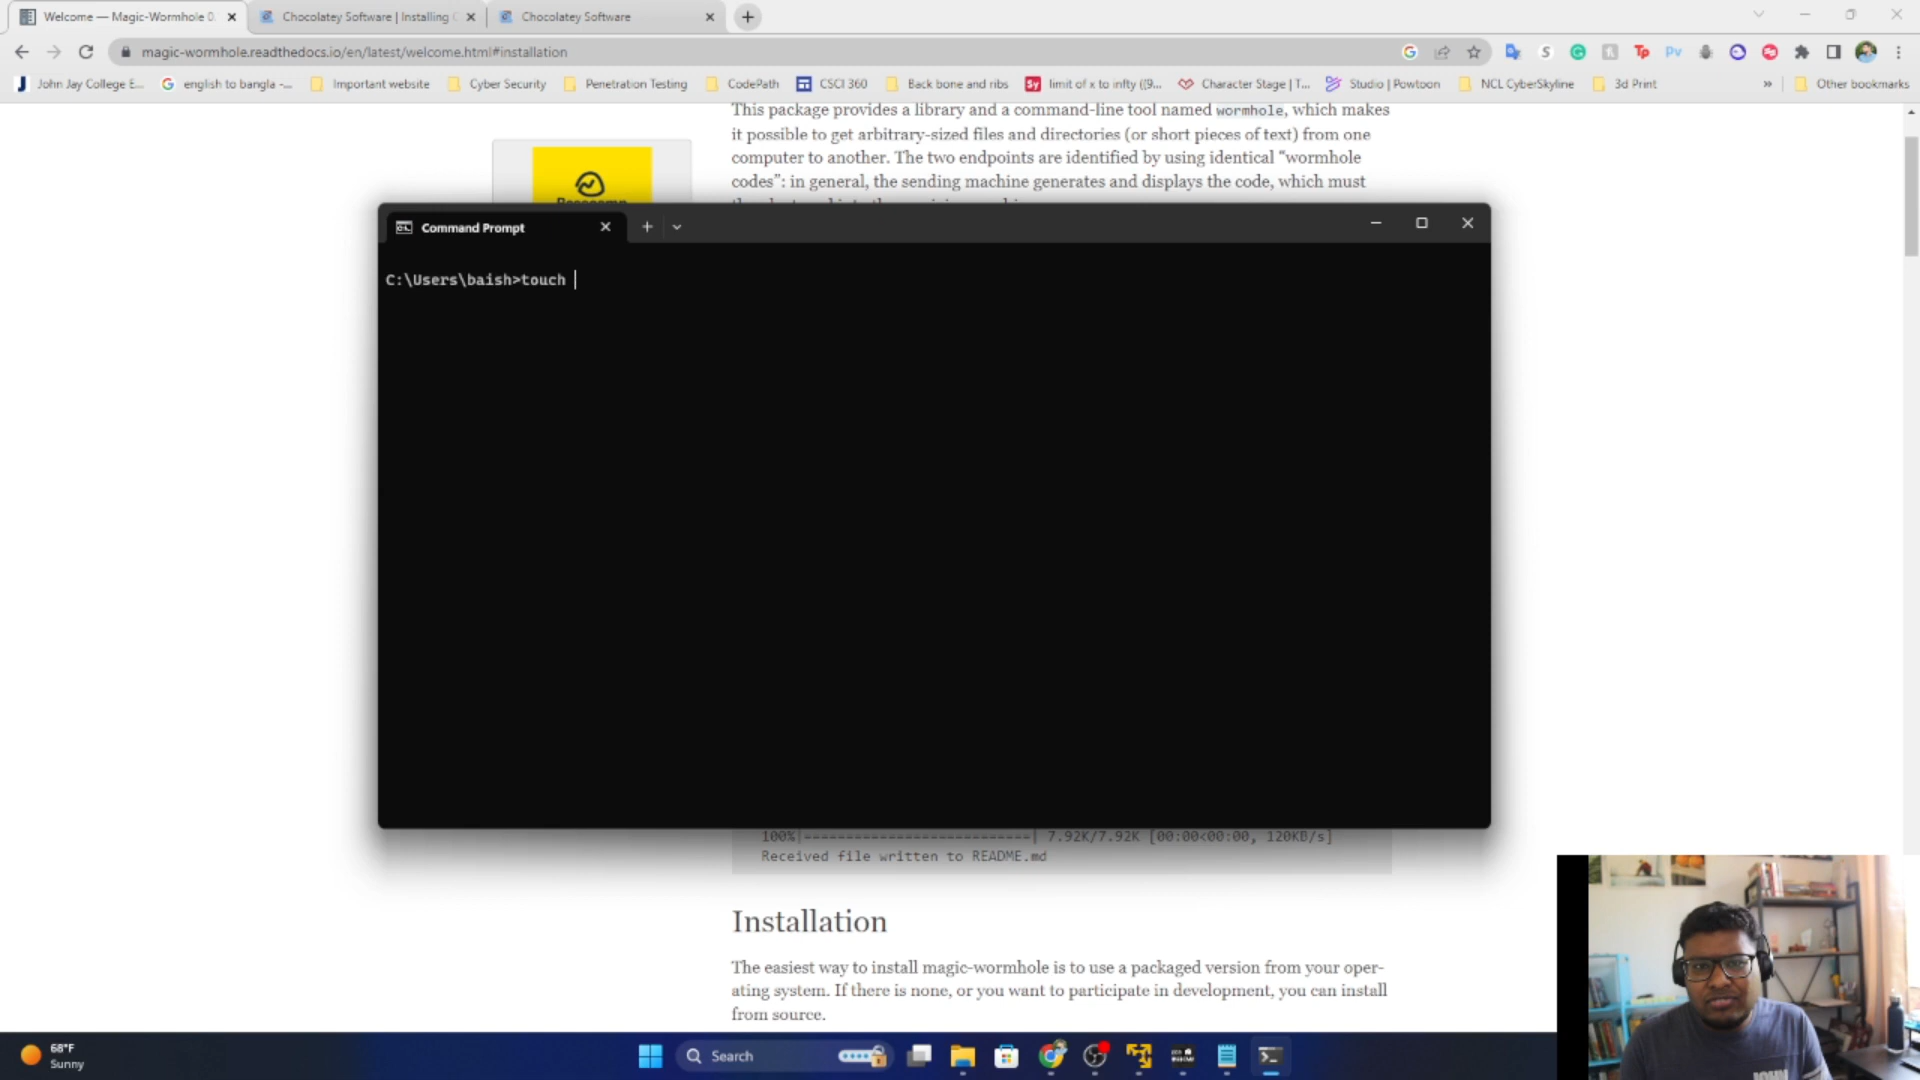 Welcome — Magic-Wormhole 0.
Chocolatey Software | Installing
Chocolatey Software
magic-wormhole.readthedocs.io/en/latest/welcome.html#installation
John Jay College E...
english to bangla -...
Important website
Cyber Security
Penetration Testing
CodePath
CSCI 360
Back bone and ribs
limit of x to infty ((9...
Character Stage | T...
Studio | Powtoon
NCL CyberSkyline
3d Print
»
Other bookmarks
This package provides a library and a command-line tool named wormhole, which makes
it possible to get arbitrary-sized files and directories (or short pieces of text) from one
computer to another. The two endpoints are identified by using identical “wormhole
codes”: in general, the sending machine generates and displays the code, which must
Command Prompt
C:\Users\baish>touch
100%|---------------------------| 7.92K/7.92K [00:00<00:00, 120KB/s]
Received file written to README.md
Installation
The easiest way to install magic-wormhole is to use a packaged version from your oper-
ating system. If there is none, or you want to participate in development, you can install
from source.
68°F
Sunny
Search
JOHN